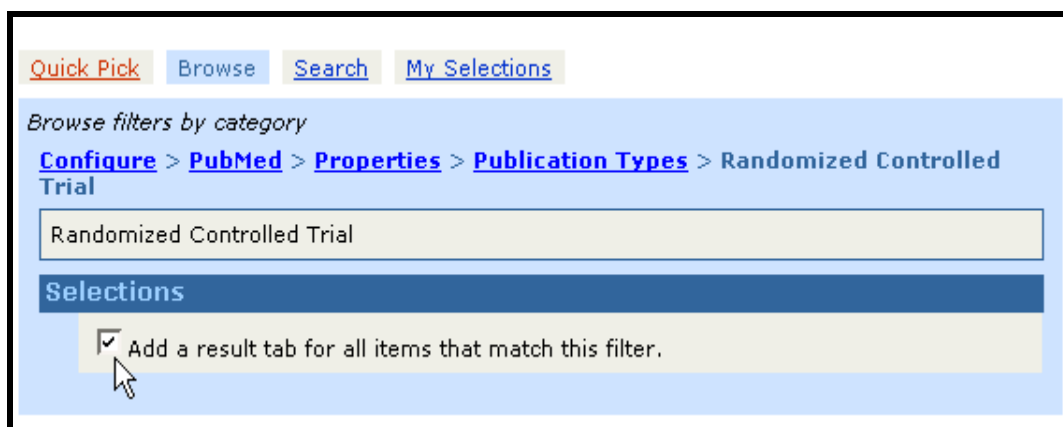 Quick Pick Browse Search My Selections
Browse filters by category
Configure > PubMed > Properties > Publication Types > Randomized Controlled
Trial
Randomized Controlled Trial
Selections
Add a result tab for all items that match this filter.